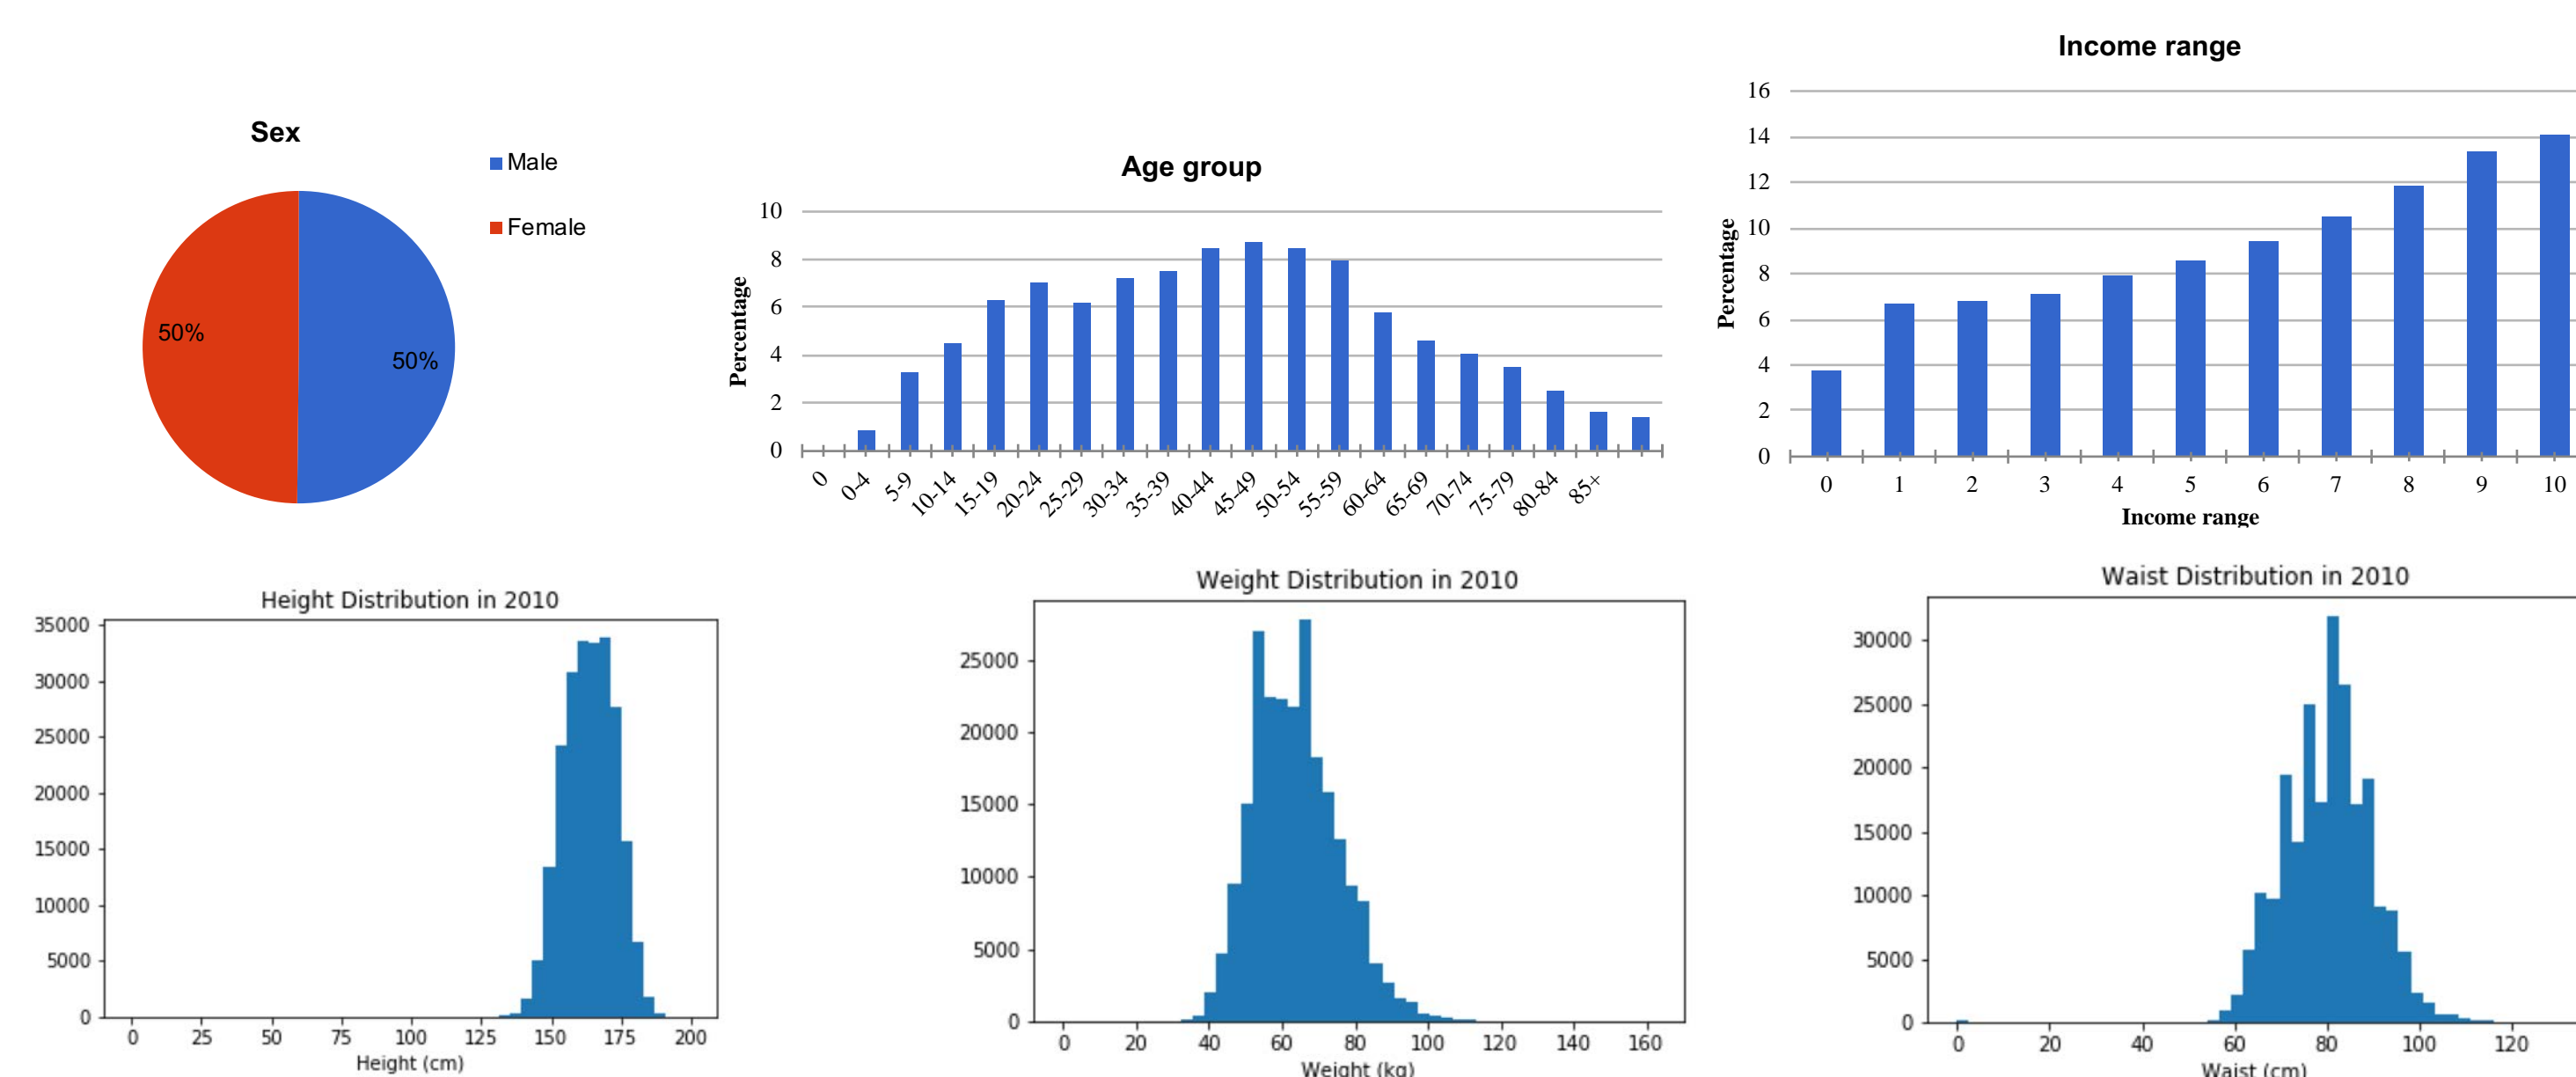 Sex
Male
Female
50%
50%
Age group
Percentage
10
8
6
4
2
0
0 0-4 5-9 10-14 15-19 20-24 25-29 30-34 35-39 40-44 45-49 50-54 55-59 60-64 65-69 70-74 75-79 80-84 85+
Income range
Percentage
16
14
12
10
8
6
4
2
0
0 1 2 3 4 5 6 7 8 9 10
Income range
Height Distribution in 2010
35000
30000
25000
20000
15000
10000
5000
0
0 25 50 75 100 125 150 175 200
Height (cm)
Weight Distribution in 2010
25000
20000
15000
10000
5000
0
0 20 40 60 80 100 120 140 160
Weight (kg)
Waist Distribution in 2010
30000
25000
20000
15000
10000
5000
0
0 20 40 60 80 100 120
Waist (cm)